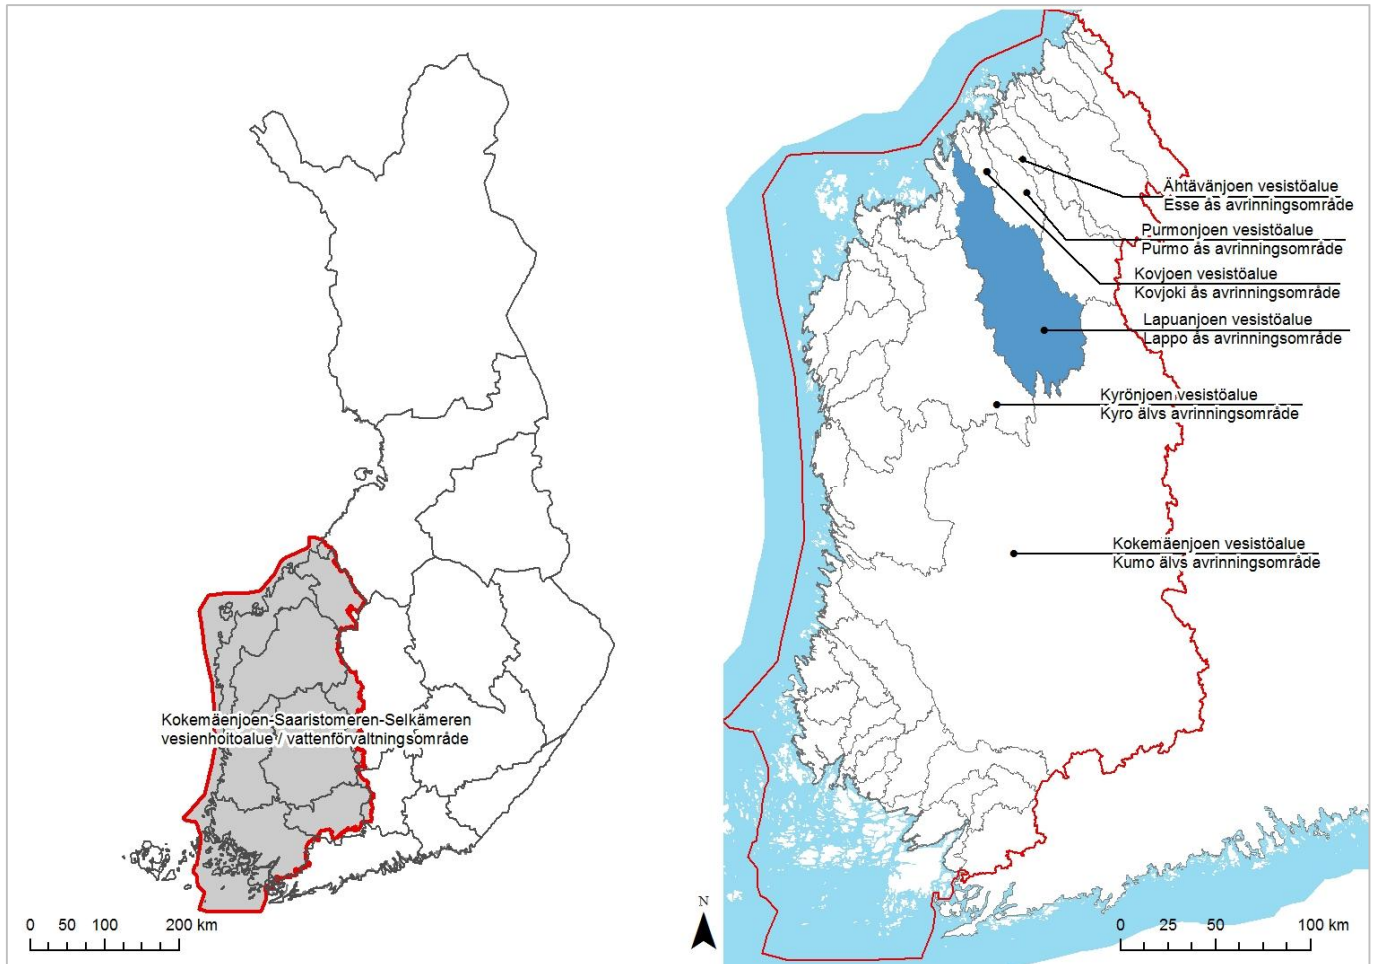 Kokemäenjoen-Saaristomeren-Selkämeren
vesienhoitoalue / vattenförvaltningsområde
0 50 100 200 km
Ähtävänjoen vesistöalue
Esse ås avrinningsområde
Purmonjoen vesistöalue
Purmo ås avrinningsområde
Kovjoen vesistöalue
Kovjoki ås avrinningsområde
Lapuanjoen vesistöalue
Lappo ås avrinningsområde
Kyrönjoen vesistöalue
Kyro älvs avrinningsområde
Kokemäenjoen vesistöalue
Kumo älvs avrinningsområde
N
0 25 50 100 km